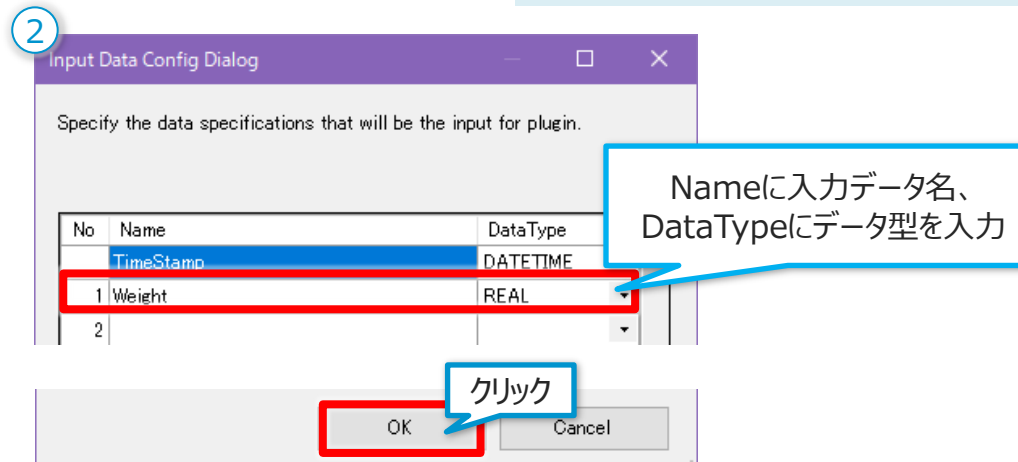 2
Input Data Config Dialog
Specify the data specifications that will be the input for plugin.
Nameに入力データ名、
DataTypeにデータ型を入力
No Name DataType
TimeStamp DATETIME
1 Weight REAL
2
クリック
OK Cancel